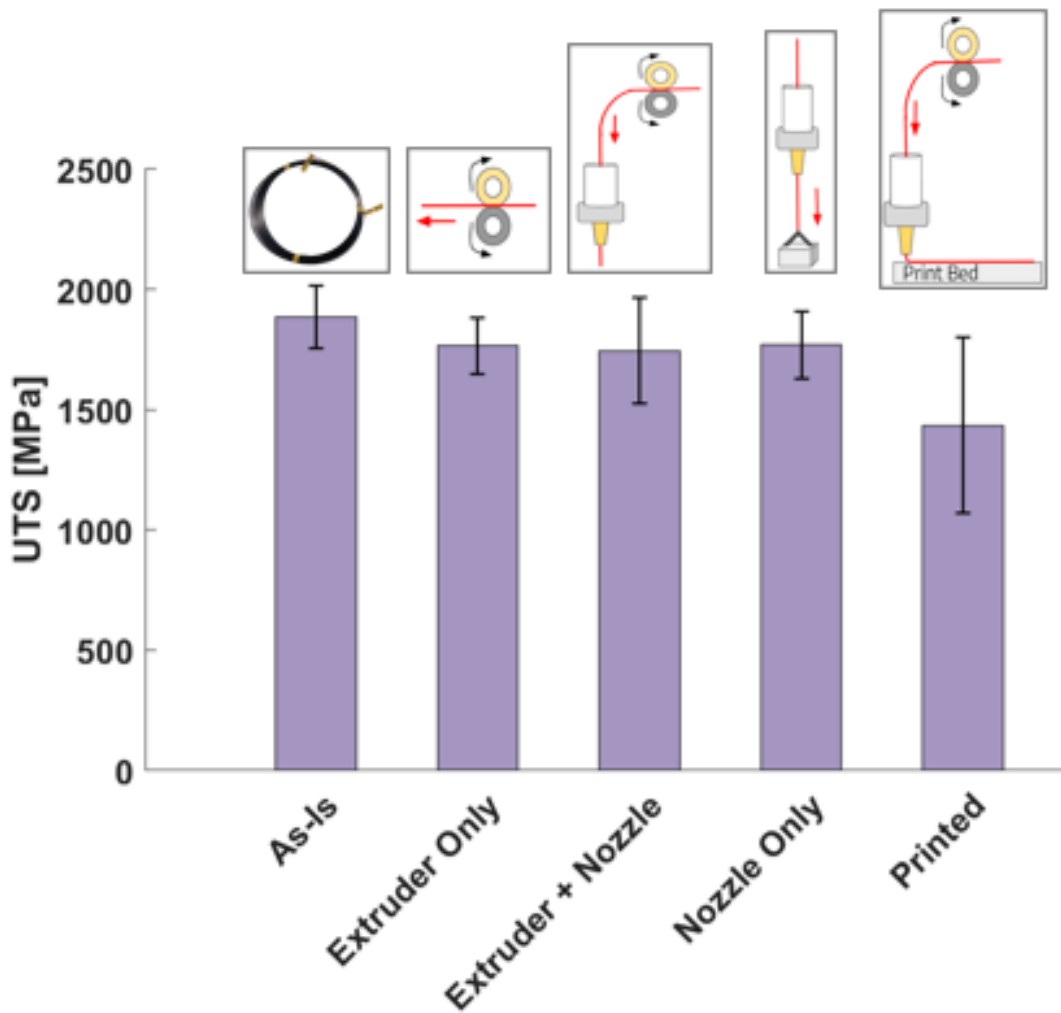 2500
2000
1500
1000
500
0
UTS [MPa]
Print Bed
As-Is
Extruder Only
Extruder + Nozzle
Nozzle Only
Printed